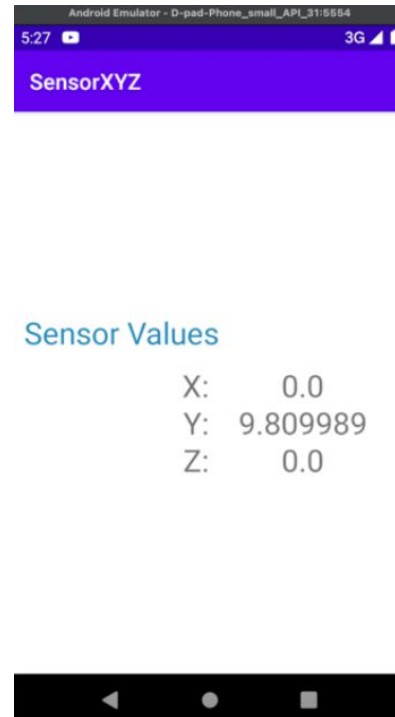 Android Emulator - D-pad-Phone_small_API_31:5554
5:27 3G
SensorXYZ
Sensor Values
X: 0.0
Y: 9.809989
Z: 0.0